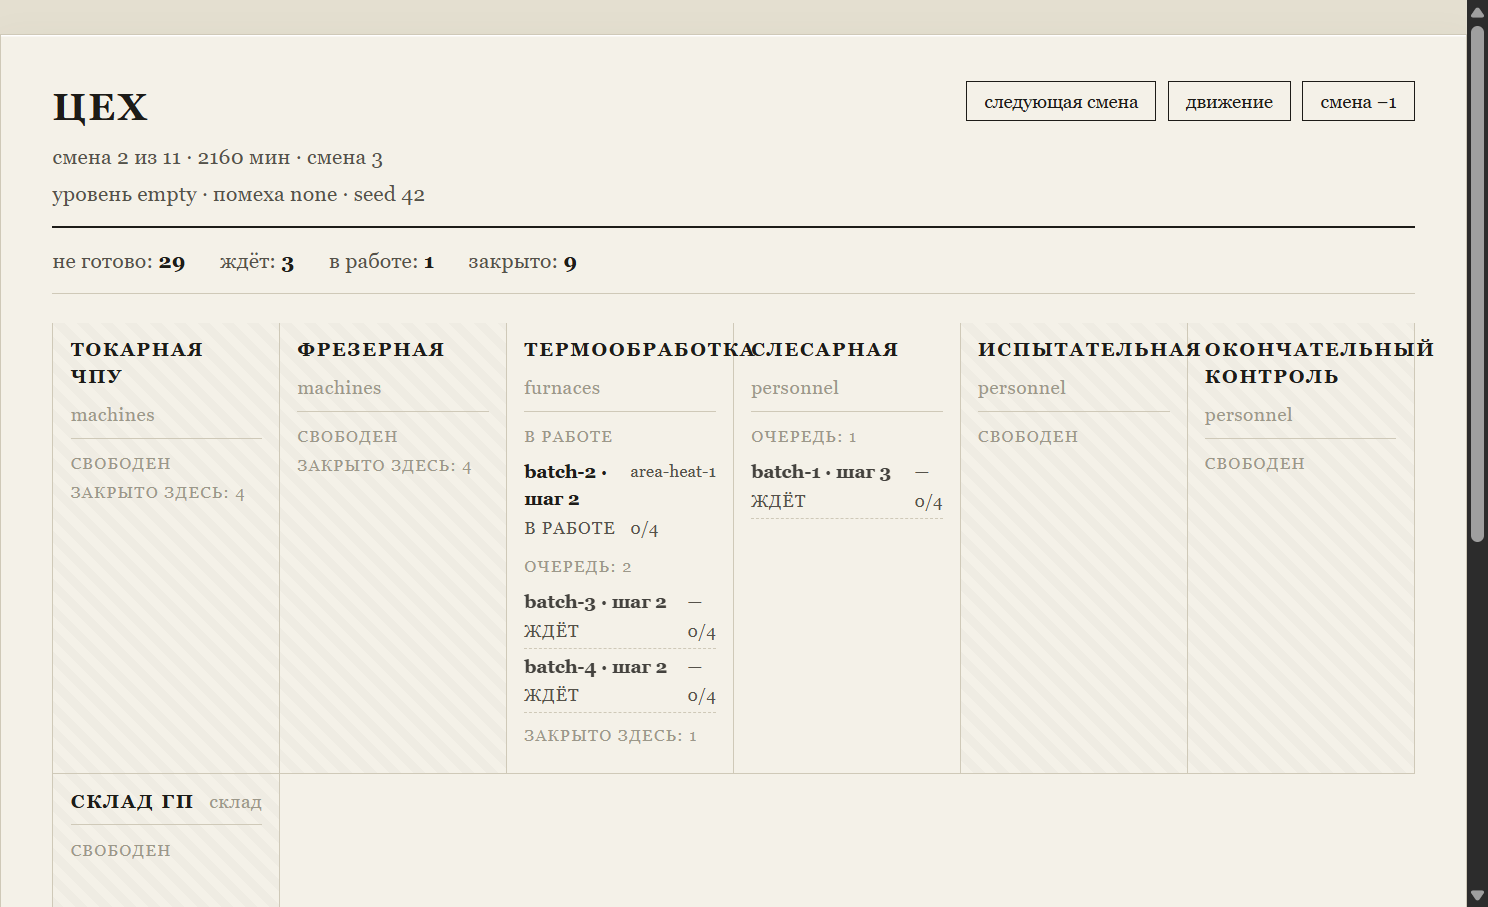 ЦЕХ
следующая смена
движение
смена −1
смена 2 из 11 · 2160 мин · смена 3
уровень empty · помеха none · seed 42
не готово: 29
ждёт: 3
в работе: 1
закрыто: 9
ТОКАРНАЯ
ЧПУ
machines
СВОБОДЕН
ЗАКРЫТО ЗДЕСЬ: 4
ФРЕЗЕРНАЯ
machines
СВОБОДЕН
ЗАКРЫТО ЗДЕСЬ: 4
ТЕРМООБРАБОТКА
furnaces
В РАБОТЕ
batch-2 · area-heat-1
шаг 2
В РАБОТЕ 0/4
ОЧЕРЕДЬ: 2
batch-3 · шаг 2 —
ЖДЁТ 0/4
batch-4 · шаг 2 —
ЖДЁТ 0/4
ЗАКРЫТО ЗДЕСЬ: 1
СЛЕСАРНАЯ
personnel
ОЧЕРЕДЬ: 1
batch-1 · шаг 3 —
ЖДЁТ 0/4
ИСПЫТАТЕЛЬНАЯ
personnel
СВОБОДЕН
ОКОНЧАТЕЛЬНЫЙ
КОНТРОЛЬ
personnel
СВОБОДЕН
СКЛАД ГП склад
СВОБОДЕН